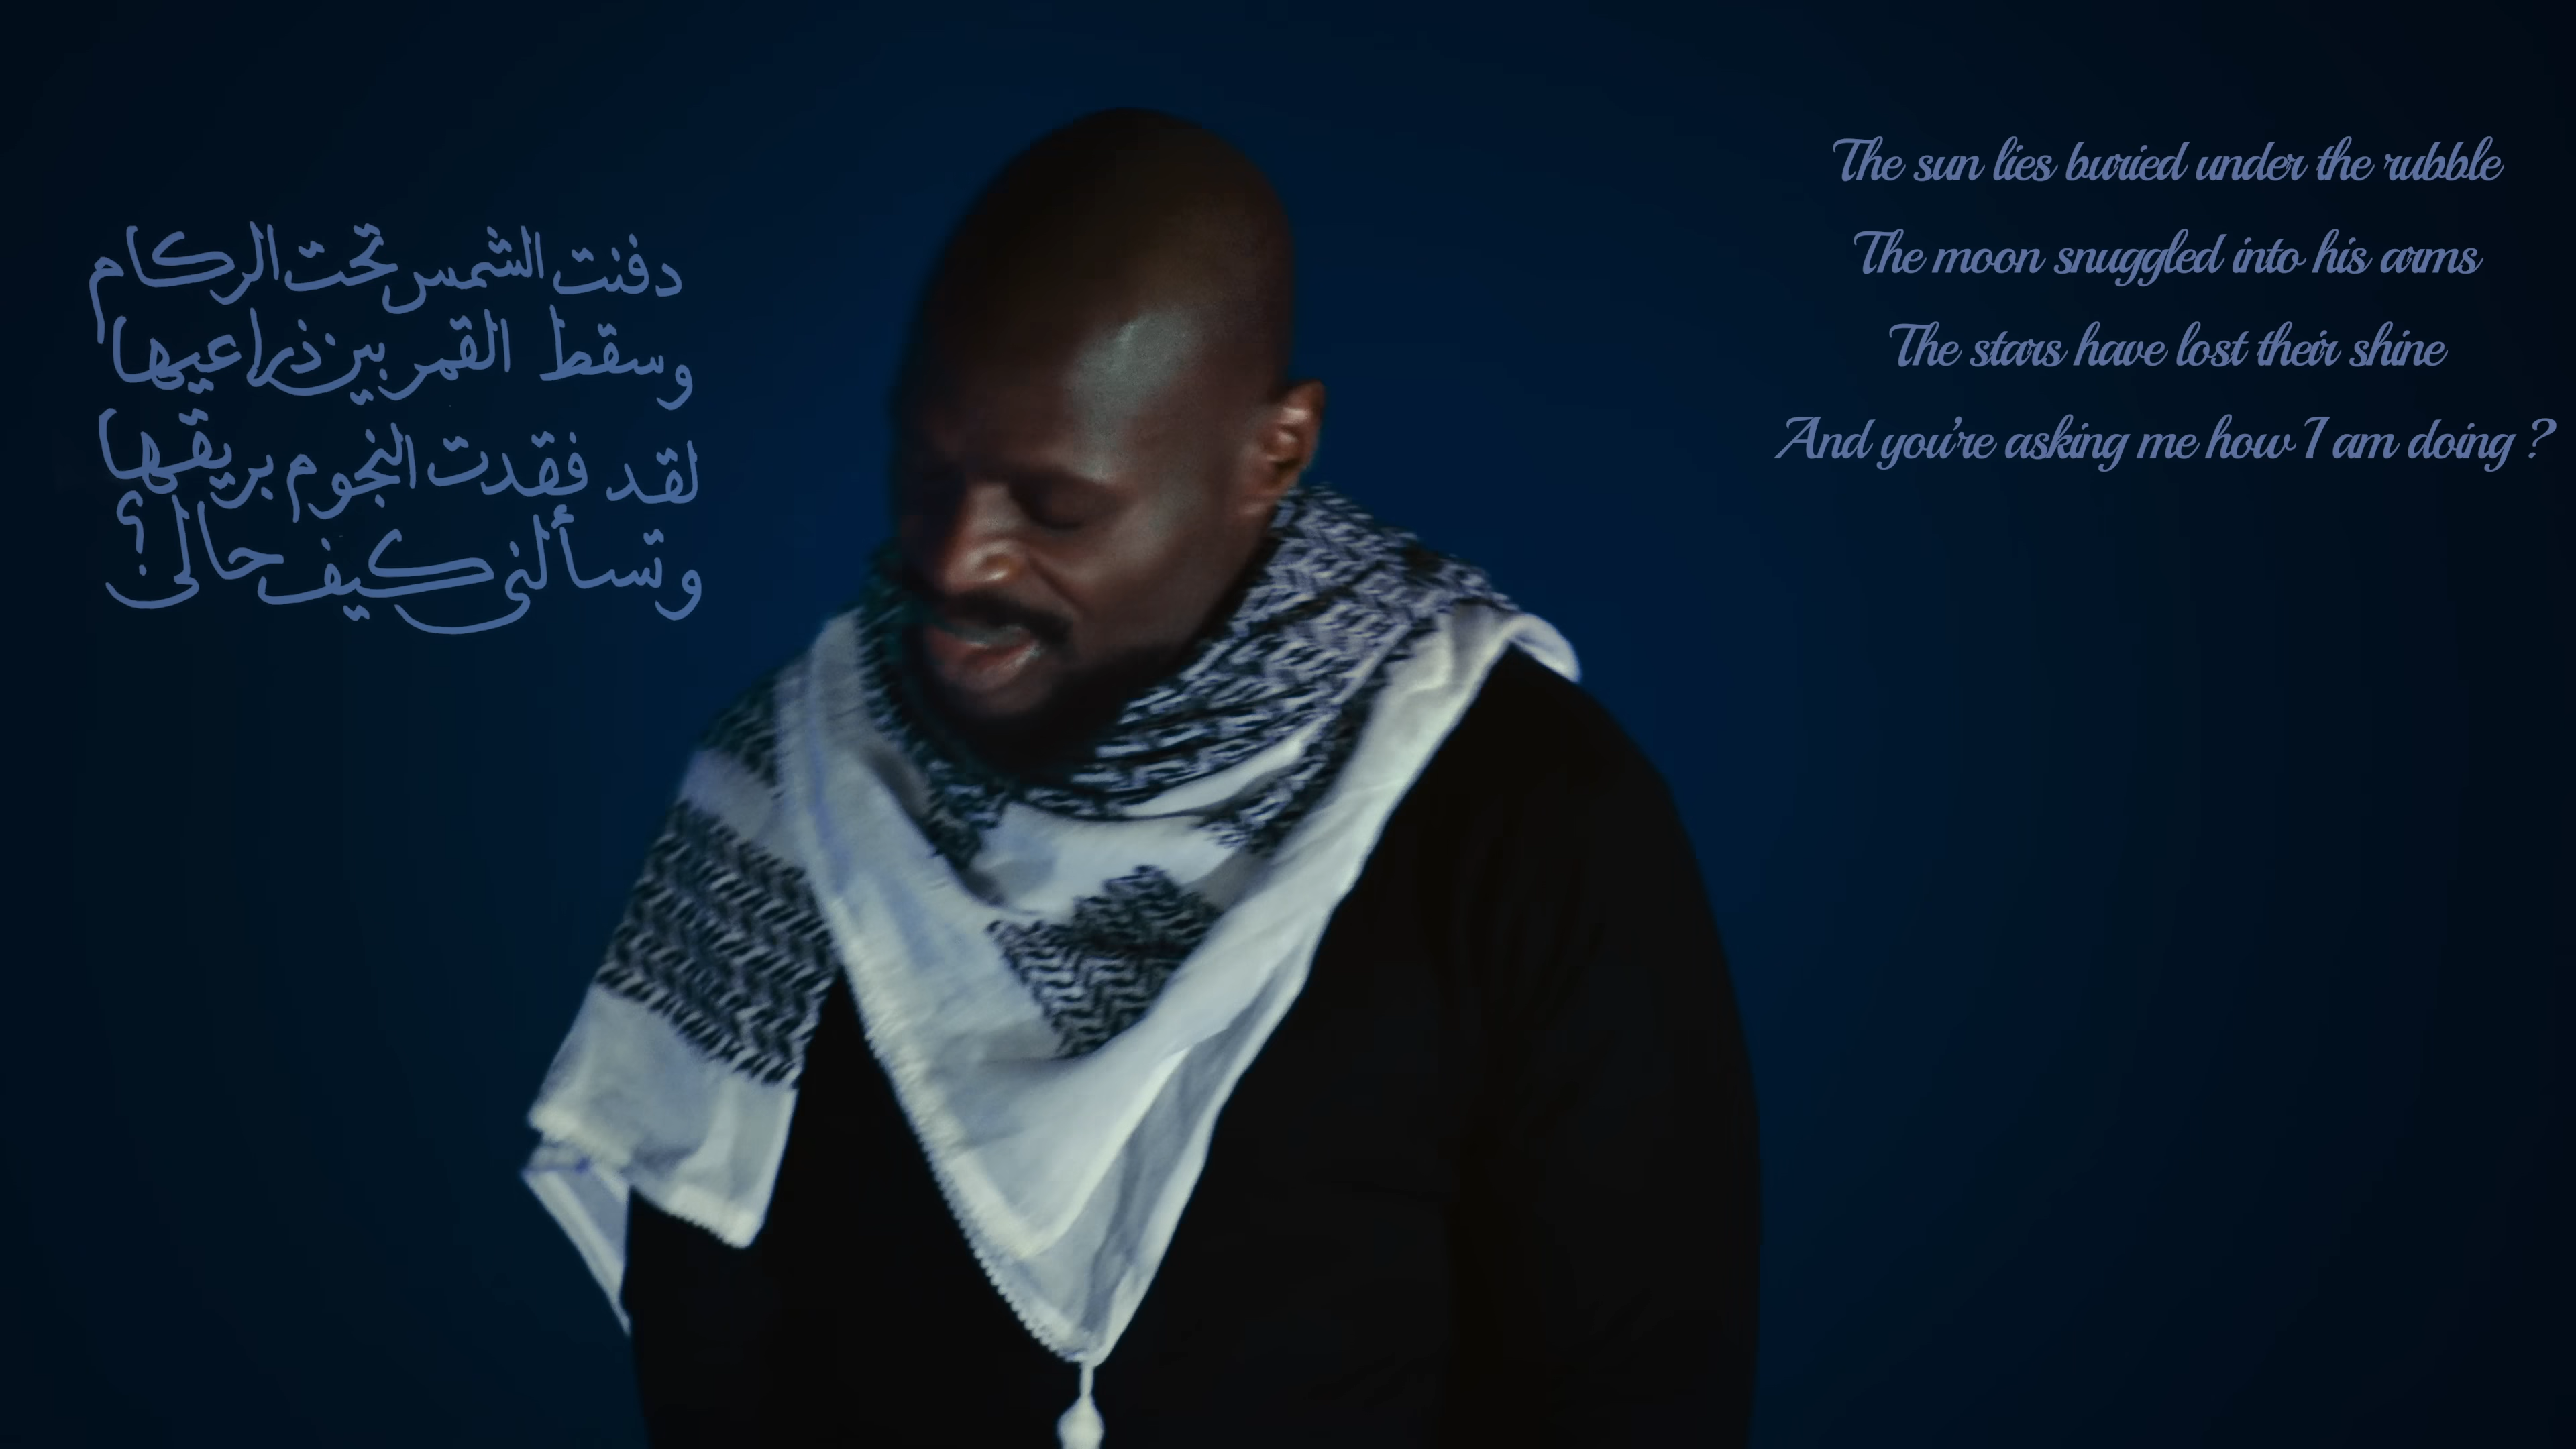 دفنت الشمس تحت الركام
وسقط القمر بين ذراعيها
لقد فقدت النجوم بريقها
وتسألني كيف حالي؟
The sun lies buried under the rubble
The moon snuggled into his arms
The stars have lost their shine
And you're asking me how I am doing ?